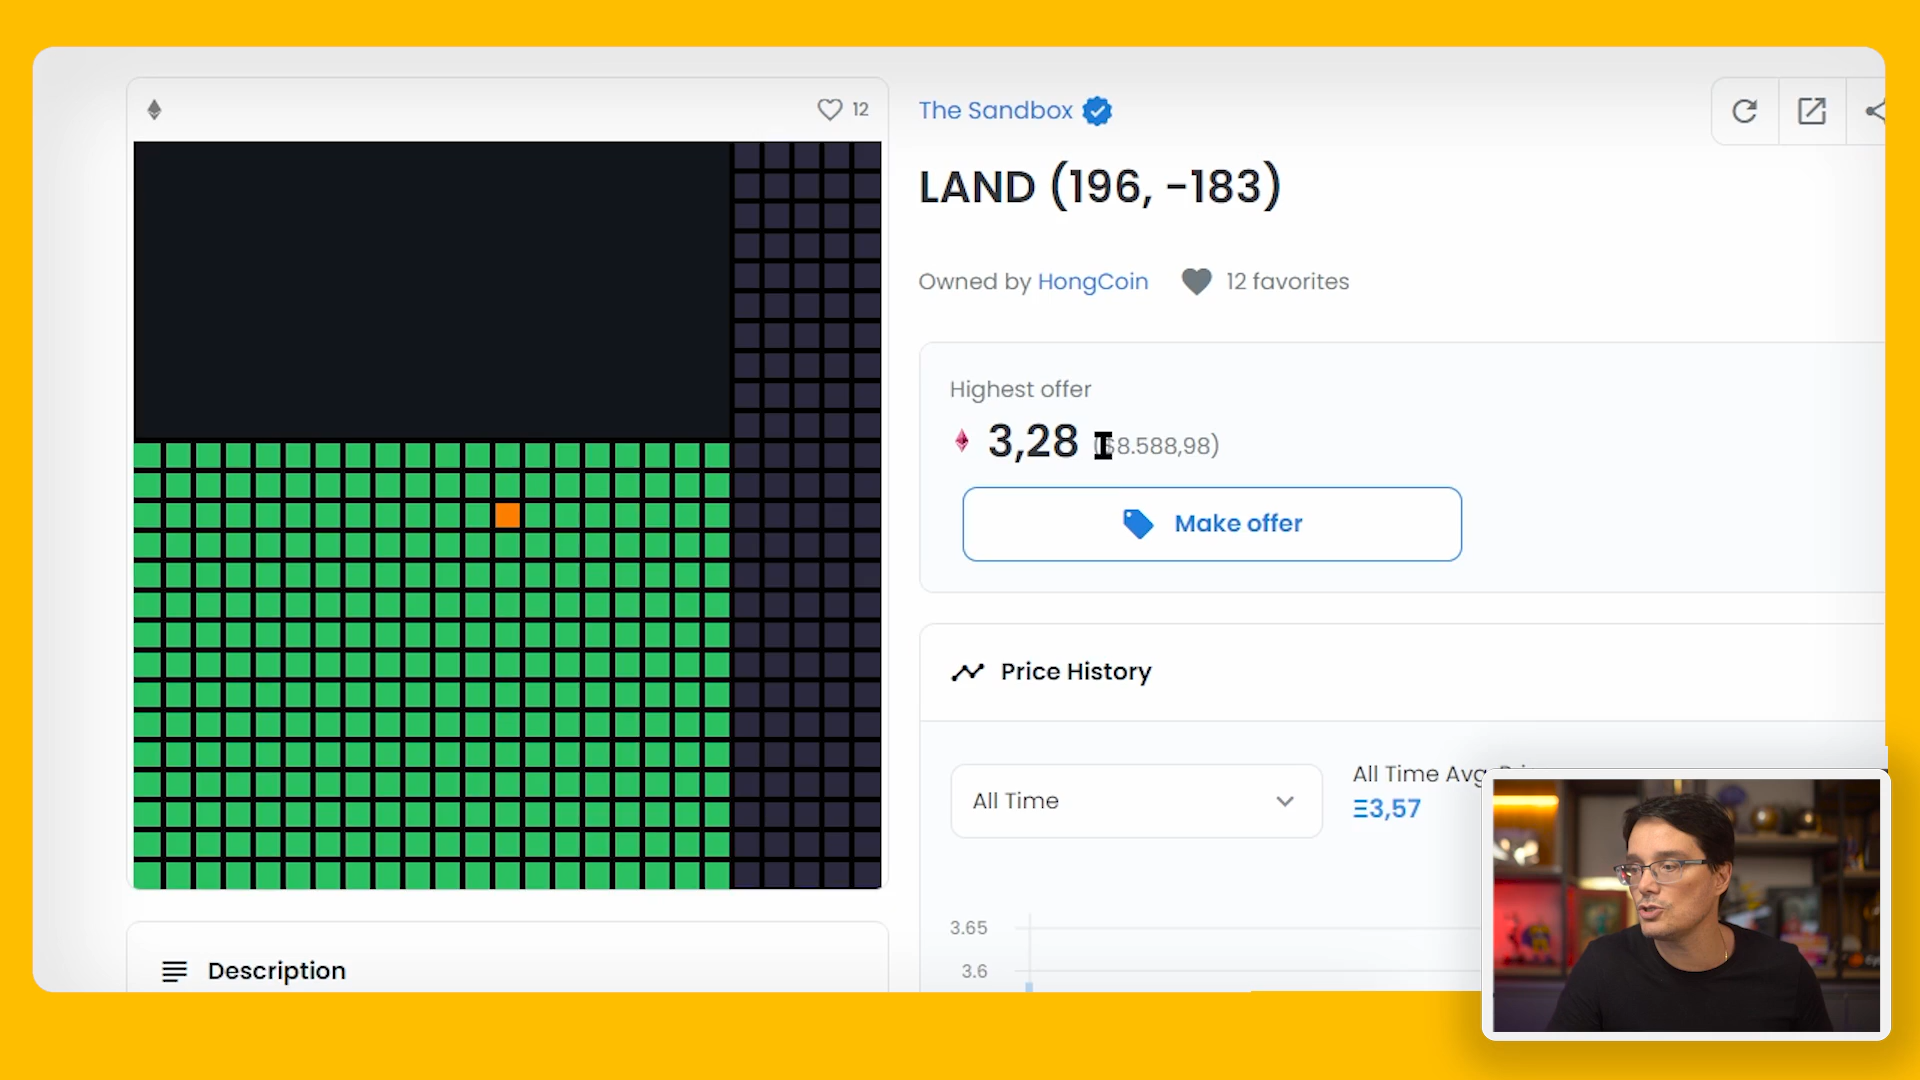 12
The Sandbox
LAND (196, -183)
Owned by HongCoin
12 favorites
Highest offer
3,28 ($8.588,98)
Make offer
Price History
All Time
All Time Avg.
Ξ3,57
3.65
3.6
Description